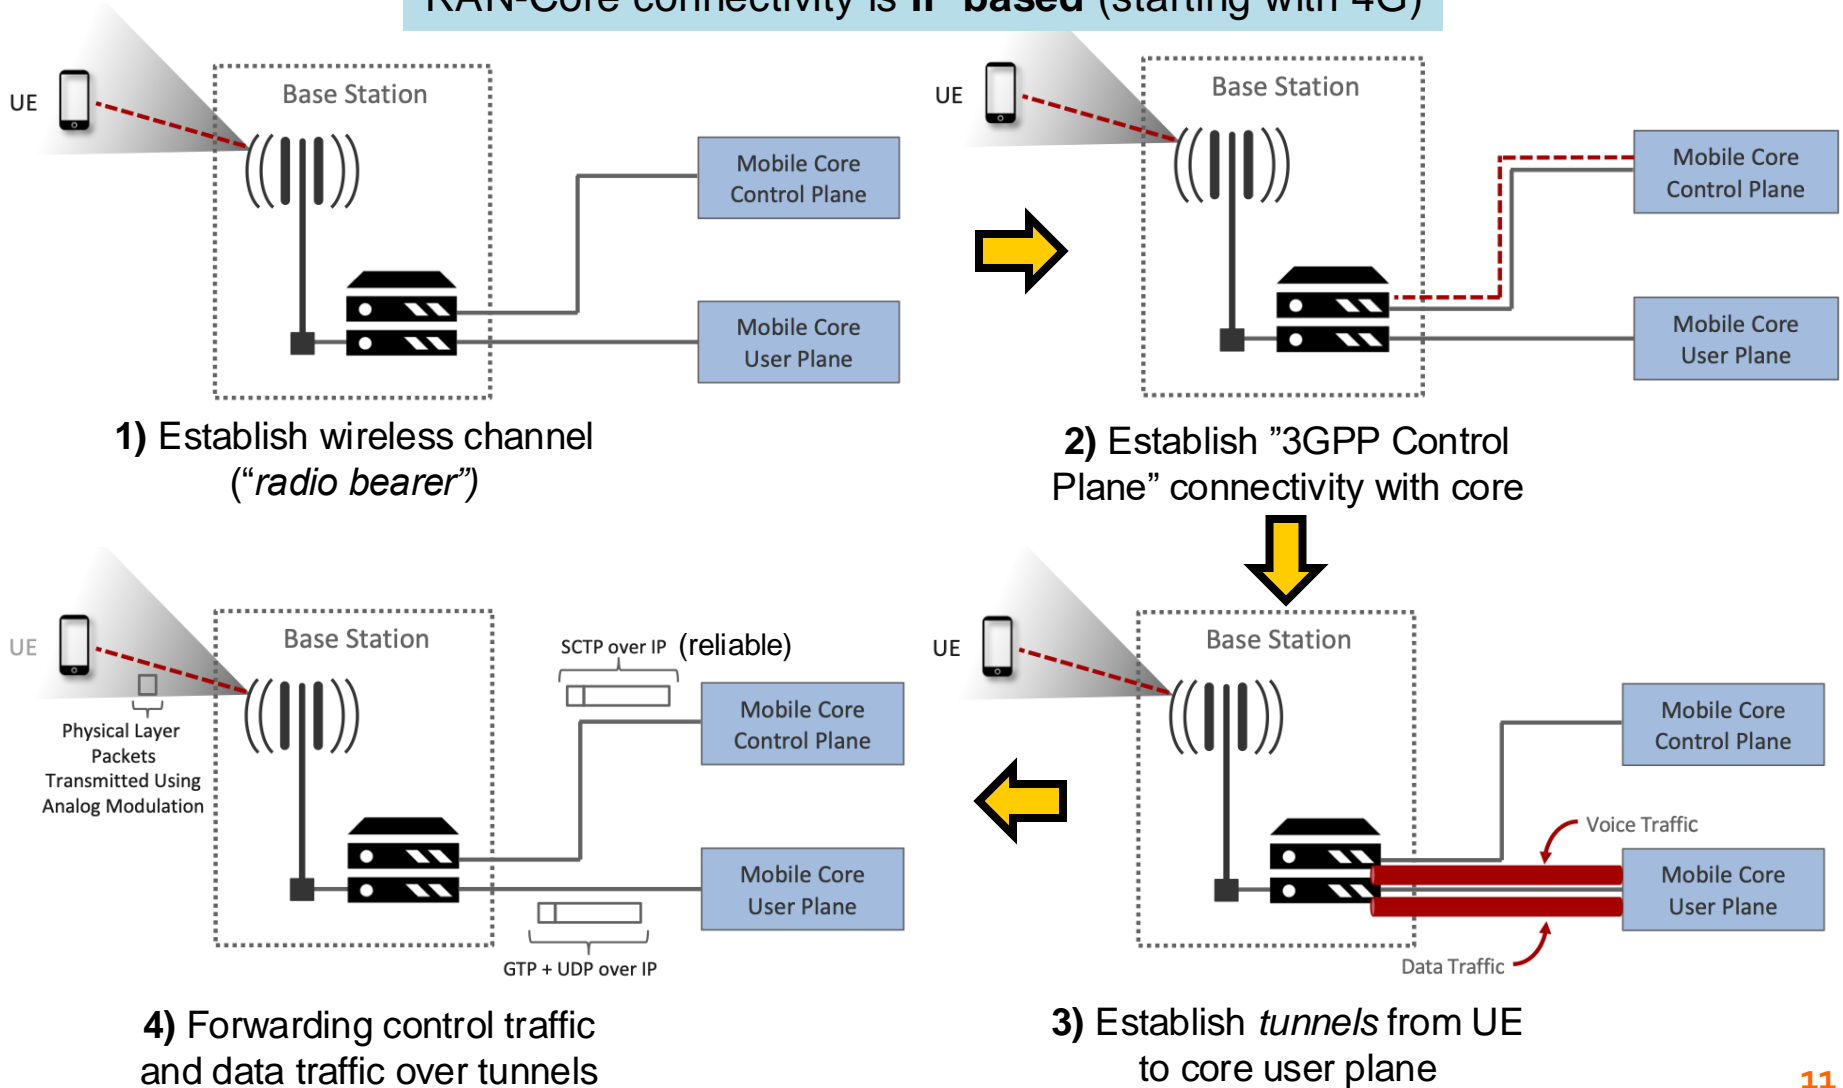 RAN-Core connectivity is IP based (starting with 4G)
UE
Base Station
Mobile Core
Control Plane
Mobile Core
User Plane
1) Establish wireless channel
(“radio bearer”)
UE
Base Station
Mobile Core
Control Plane
Mobile Core
User Plane
2) Establish ”3GPP Control
Plane” connectivity with core
UE
Base Station
Mobile Core
Control Plane
Voice Traffic
Mobile Core
User Plane
Data Traffic
3) Establish tunnels from UE
to core user plane
UE
Base Station
SCTP over IP (reliable)
Physical Layer
Packets
Transmitted Using
Analog Modulation
Mobile Core
Control Plane
Mobile Core
User Plane
GTP + UDP over IP
4) Forwarding control traffic
and data traffic over tunnels
11